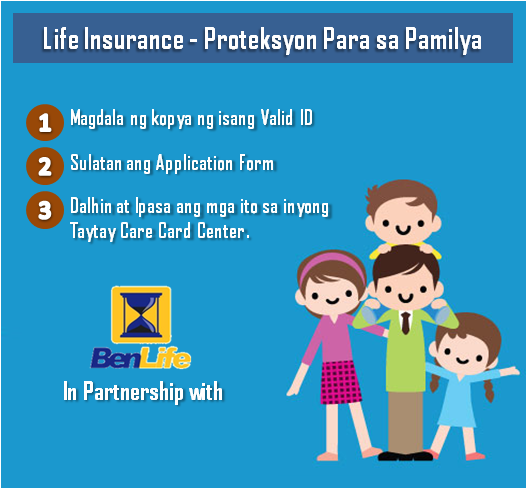 Life Insurance - Proteksyon Para sa Pamilya
1 Magdala ng kopya ng isang Valid ID
2 Sulatan ang Application Form
3 Dalhin at Ipasa ang mga ito sa inyong
Taytay Care Card Center.
BenLife
In Partnership with